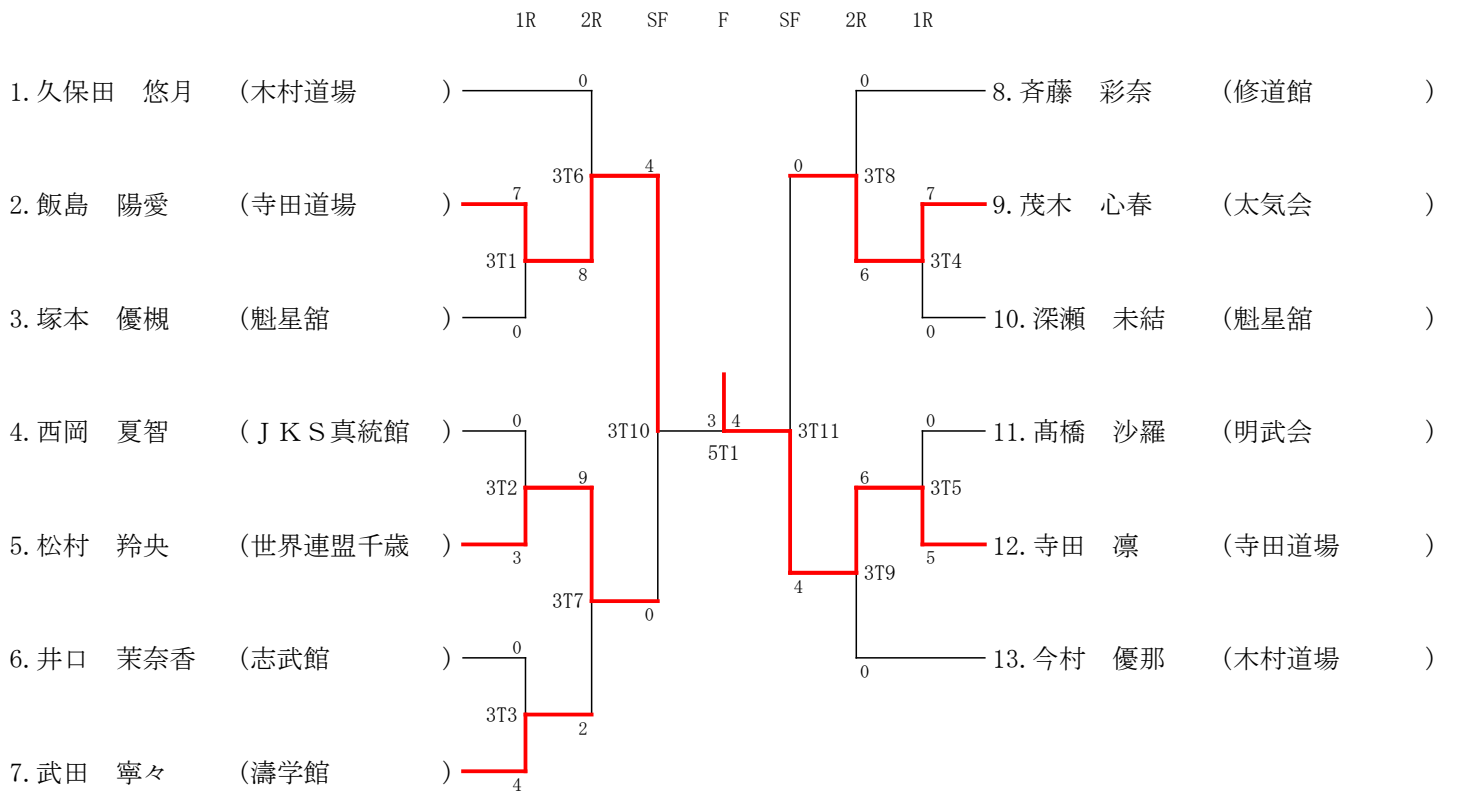 1R 2R SF F SF 2R 1R
0 0
1. 久保田　悠月 （木村道場 ） 8. 斉藤　彩奈 （修道館 ）
4 0
3T6 3T8
7 7
2. 飯島　陽愛 （寺田道場 ） 9. 茂木　心春 （太気会 ）
3T1 3T4
8 6
3. 塚本　優槻 （魁星舘 ） 10. 深瀬　未結 （魁星舘 ）
0 0
0 3 4 0
4. 西岡　夏智 （ＪＫＳ真統館 ） 3T10 3T11 11. 髙橋　沙羅 （明武会 ）
5T1
9 6
3T2 3T5
5. 松村　羚央 （世界連盟千歳 ） 12. 寺田　凛 （寺田道場 ）
3 5
3T9
4
3T7
0
0
6. 井口　茉奈香 （志武館 ） 13. 今村　優那 （木村道場 ）
0
3T3
2
7. 武田　寧々 （濤学館 ）
4